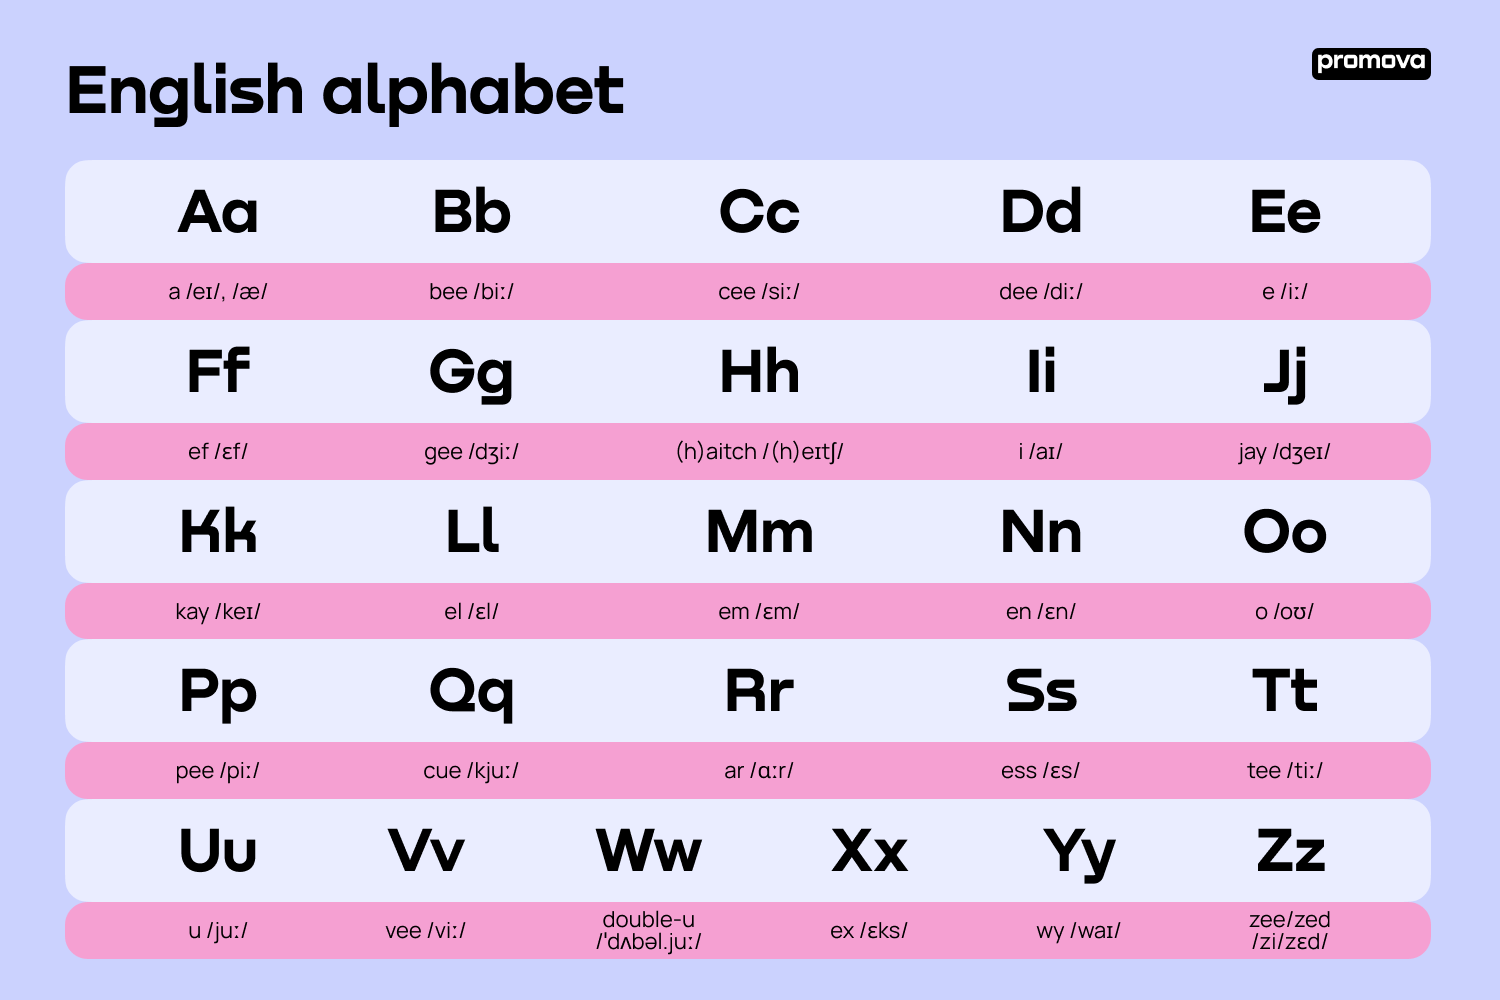 English alphabet
promova
Aa Bb Cc Dd Ee
a /eɪ/, /æ/ bee /biː/ cee /siː/ dee /diː/ e /iː/
Ff Gg Hh Ii Jj
ef /ɛf/ gee /dʒiː/ (h)aitch /(h)eɪtʃ/ i /aɪ/ jay /dʒeɪ/
Kk Ll Mm Nn Oo
kay /keɪ/ el /ɛl/ em /ɛm/ en /ɛn/ o /oʊ/
Pp Qq Rr Ss Tt
pee /piː/ cue /kjuː/ ar /ɑːr/ ess /ɛs/ tee /tiː/
Uu Vv Ww Xx Yy Zz
u /juː/ vee /viː/ double-u /ˈdʌbəl.juː/ ex /ɛks/ wy /waɪ/ zee/zed /zi/zɛd/